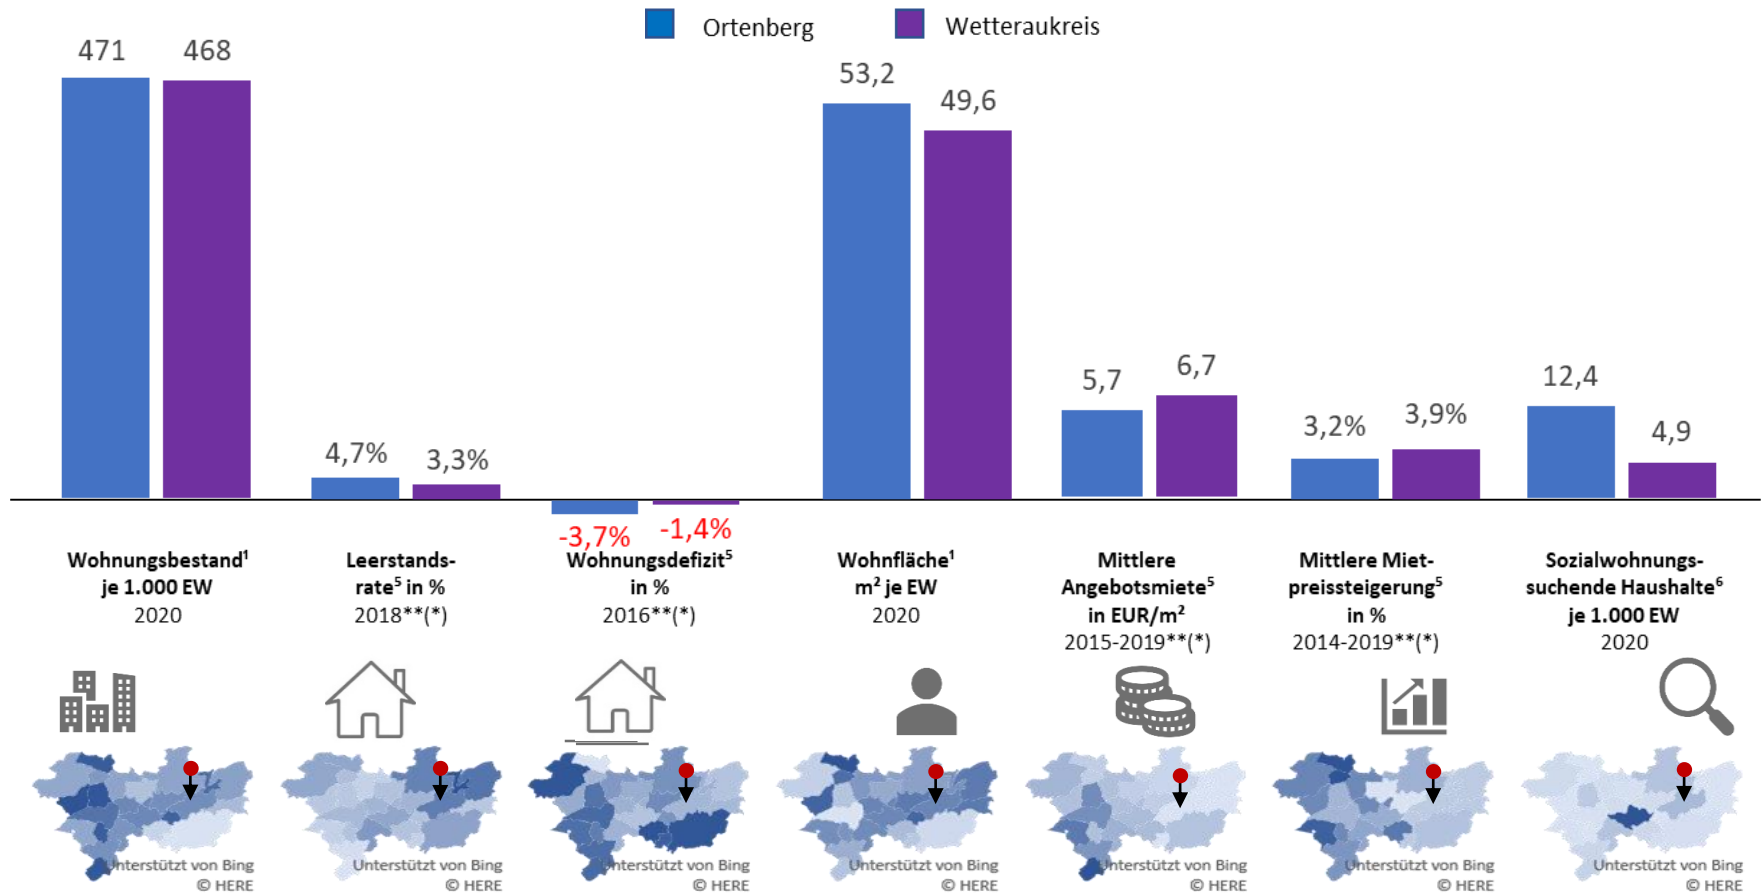 Ortenberg
Wetteraukreis
471
468
4,7%
3,3%
-3,7%
-1,4%
53,2
49,6
5,7
6,7
3,2%
3,9%
12,4
4,9
Wohnungsbestand¹
je 1.000 EW
2020
Leerstands-
rate⁵ in %
2018**(*)
Wohnungsdefizit⁵
in %
2016**(*)
Wohnfläche¹
m² je EW
2020
Mittlere
Angebotsmiete⁵
in EUR/m²
2015-2019**(*)
Mittlere Miet-
preissteigerung⁵
in %
2014-2019**(*)
Sozialwohnungs-
suchende Haushalte⁶
je 1.000 EW
2020
Unterstützt von Bing
© HERE
Unterstützt von Bing
© HERE
Unterstützt von Bing
© HERE
Unterstützt von Bing
© HERE
Unterstützt von Bing
© HERE
Unterstützt von Bing
© HERE
Unterstützt von Bing
© HERE